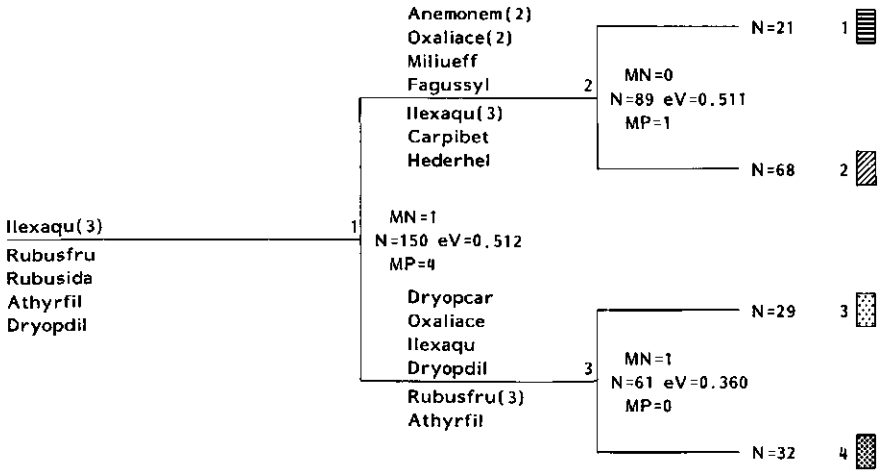 Anemonem(2)
Oxaliace(2)
Miliueff
Fagussyl
Ilexaqu(3)
Carpibet
Hederhel
2
MN=0
N=89 eV=0.511
MP=1
N=21 1
N=68 2
Ilexaqu(3)
Rubusfru
Rubusida
Athyrfil
Dryopdil
1
MN=1
N=150 eV=0.512
MP=4
Dryopcar
Oxaliace
Ilexaqu
Dryopdil
Rubusfru(3)
Athyrfil
3
MN=1
N=61 eV=0.360
MP=0
N=29 3
N=32 4